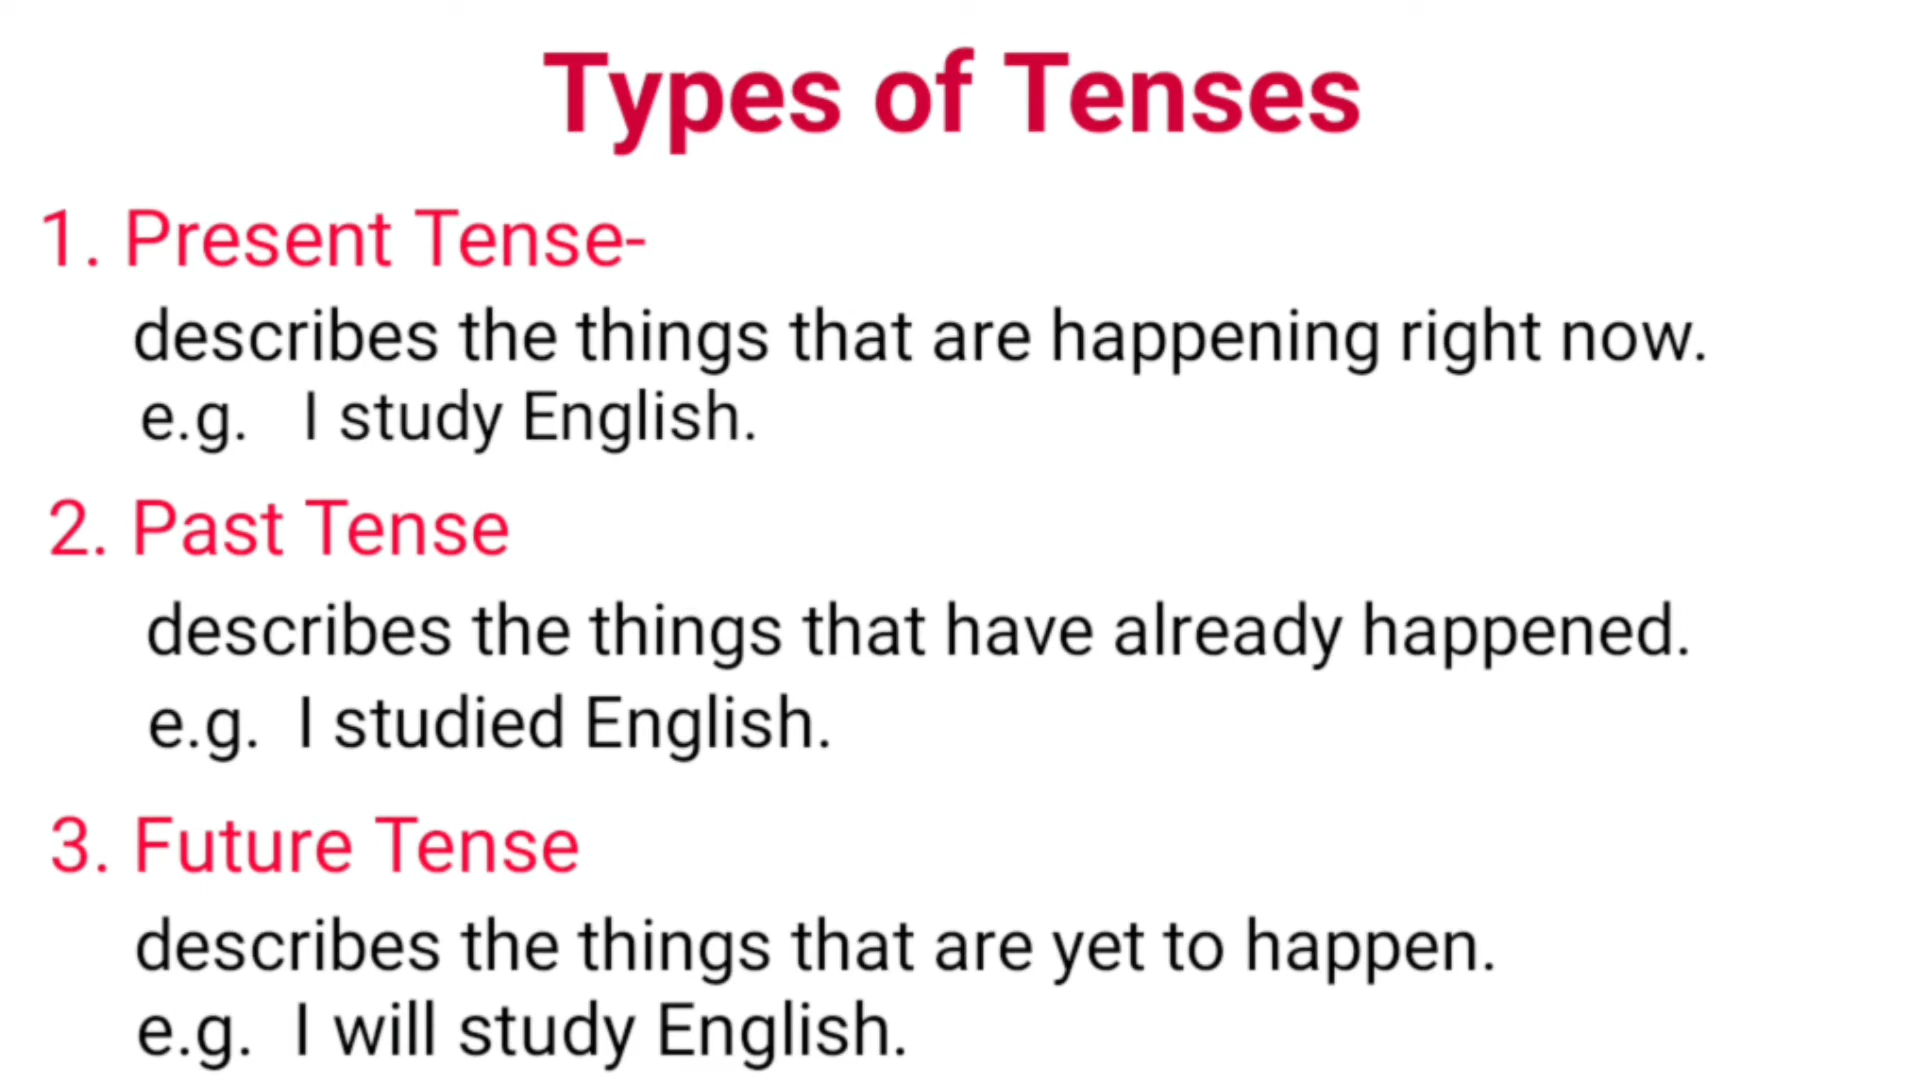 Types of Tenses
1. Present Tense-
describes the things that are happening right now.
e.g. I study English.
2. Past Tense
describes the things that have already happened.
e.g. I studied English.
3. Future Tense
describes the things that are yet to happen.
e.g. I will study English.